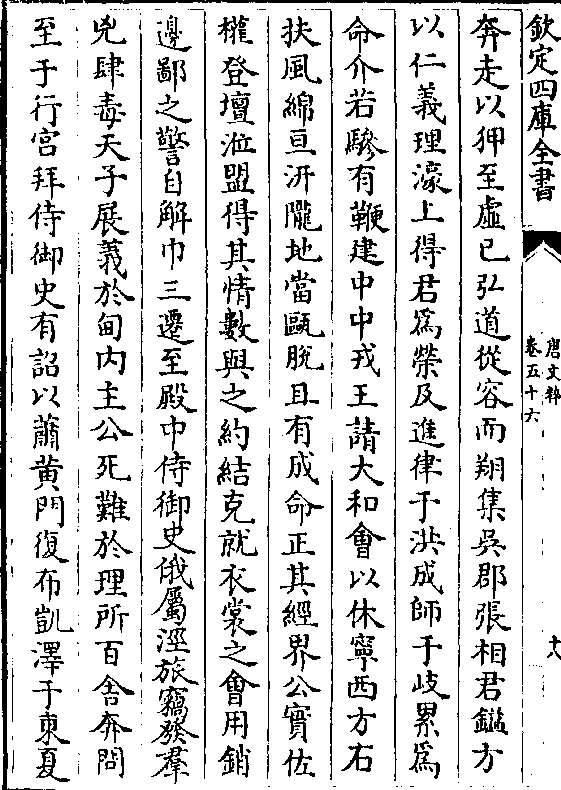 欽定四庫全書
唐文粹
卷五十六
十八
奔走以狎至虛已弘道從容而翔集吳郡張相君鎰方
以仁義理濠上得君為榮及進律于洪成師于岐累為
命介若驂有鞭建中中戎王請大和會以休寧西方右
扶風綿亘汧隴地當甌脫且有成命正其經界公實佐
權登壇涖盟得其情數與之約結克就衣裳之會用銷
邊鄙之警自解巾三遷至殿中侍御史俄屬涇旅竊發羣
兇肆毒天子展義於甸内主公死難於理所百舍奔問
至于行宮拜侍御史有詔以蕭黃門復布凱澤于東夏